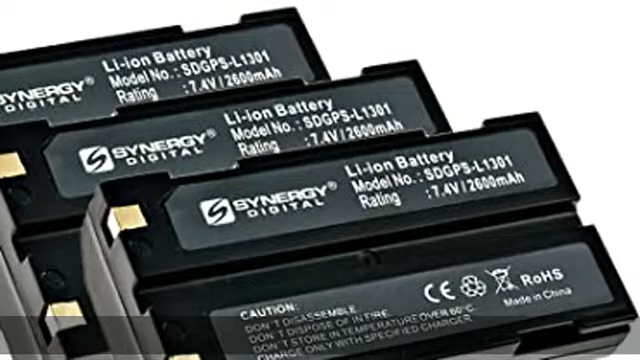 Li-ion Battery
Model No.: SDGPS-L1301
Rating : 7.4V/2600mAh
SYNERGY®
DIGITAL
Li-ion Battery
Model No.: SDGPS-L1301
Rating : 7.4V/2600mAh
SYNERGY®
DIGITAL
Li-ion Battery
Model No.: SDGPS-L1301
Rating : 7.4V/2600mAh
SYNERGY®
DIGITAL
CE RoHS
Made in China
CAUTION:
DON'T DISASSEMBLE
DON'T DISPOSE OF IN FIRE
DON'T STORE IN TEMPERATURE OVER 60°C
CHARGE ONLY WITH SPECIFIED CHARGER